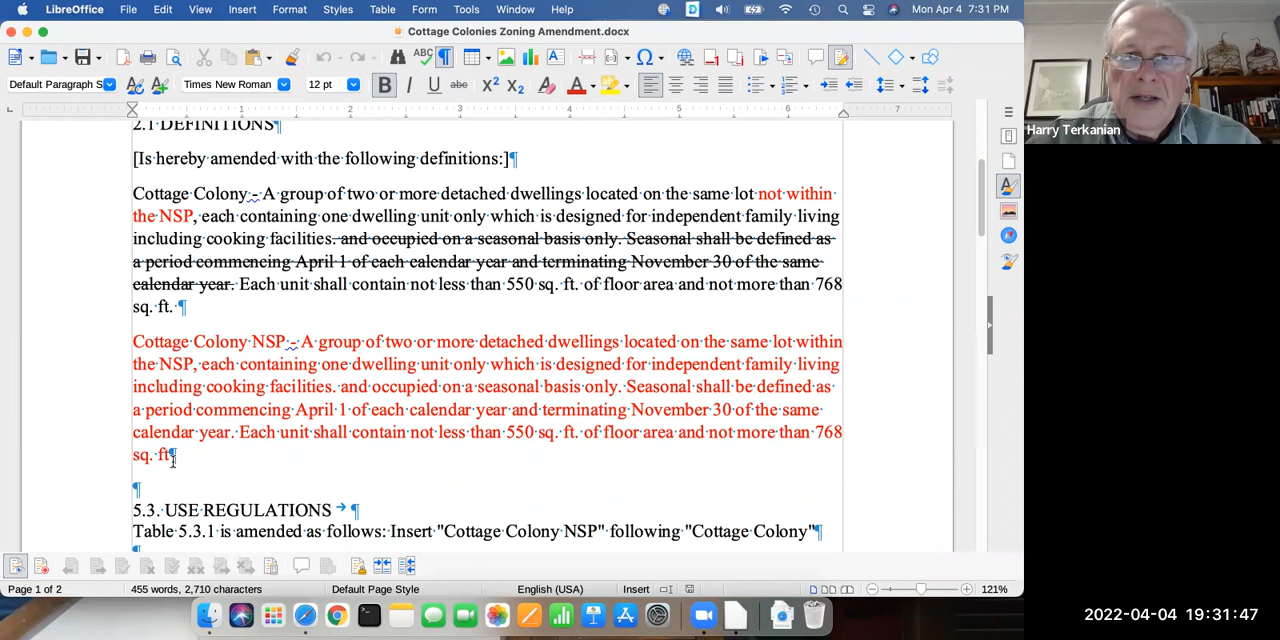 LibreOffice File Edit View Insert Format Styles Table Form Tools Window Help Mon Apr 4 7:31 PM
Cottage Colonies Zoning Amendment.docx
Default Paragraph S Times New Roman 12 pt
1 2 3 4 5 6 7
2.1 DEFINITIONS¶
[Is hereby amended with the following definitions:]¶
Cottage Colony - A group of two or more detached dwellings located on the same lot not within
the NSP, each containing one dwelling unit only which is designed for independent family living
including cooking facilities. and occupied on a seasonal basis only. Seasonal shall be defined as
a period commencing April 1 of each calendar year and terminating November 30 of the same
calendar year. Each unit shall contain not less than 550 sq. ft. of floor area and not more than 768
sq. ft. ¶
Cottage Colony NSP - A group of two or more detached dwellings located on the same lot within
the NSP, each containing one dwelling unit only which is designed for independent family living
including cooking facilities. and occupied on a seasonal basis only. Seasonal shall be defined as
a period commencing April 1 of each calendar year and terminating November 30 of the same
calendar year. Each unit shall contain not less than 550 sq. ft. of floor area and not more than 768
sq. ft¶
¶
5.3. USE REGULATIONS → ¶
Table 5.3.1 is amended as follows: Insert "Cottage Colony NSP" following "Cottage Colony"¶
¶
Page 1 of 2 455 words, 2,710 characters Default Page Style English (USA) Insert 121%
Harry Terkanian
2022-04-04 19:31:47